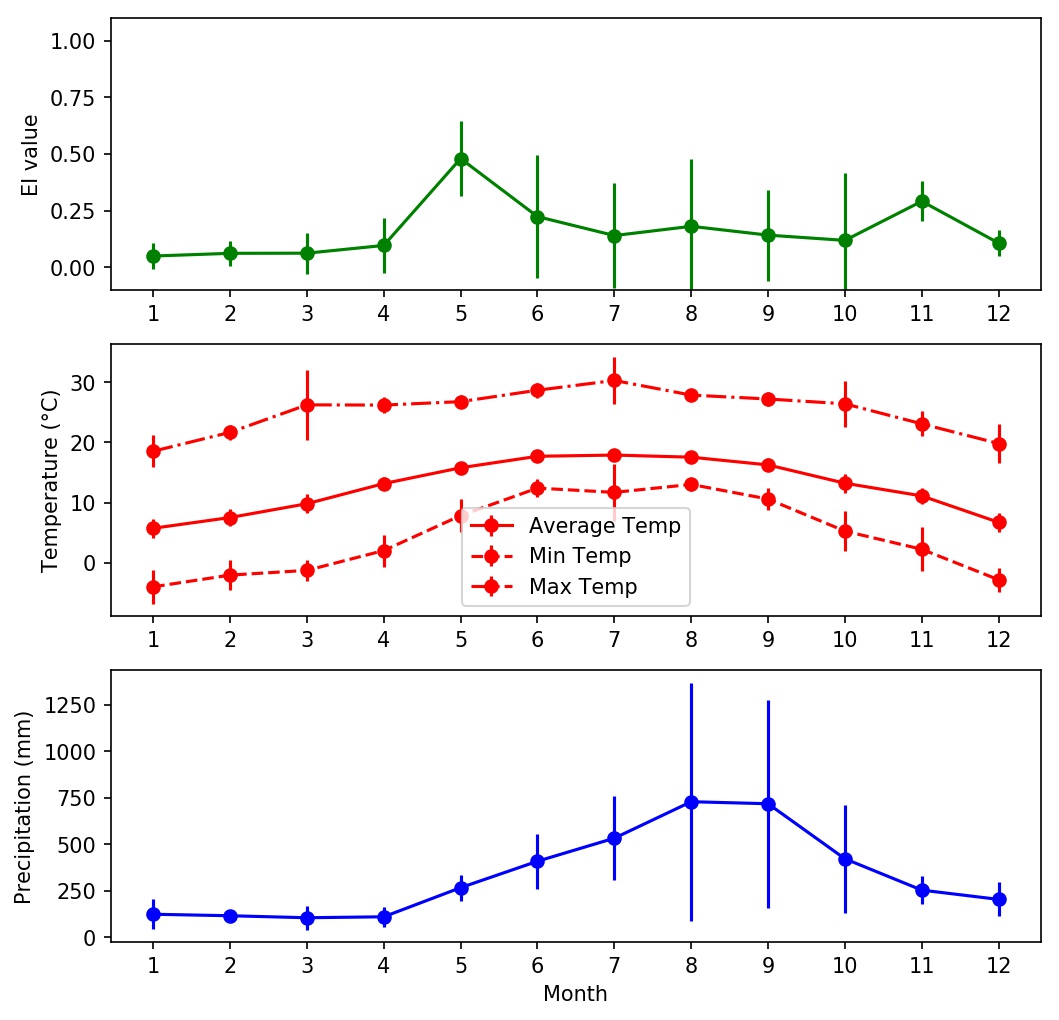 EI value
1.00
0.75
0.50
0.25
0.00
1 2 3 4 5 6 7 8 9 10 11 12
Temperature (°C)
30
20
10
0
Average Temp
Min Temp
Max Temp
1 2 3 4 5 6 7 8 9 10 11 12
Precipitation (mm)
1250
1000
750
500
250
0
1 2 3 4 5 6 7 8 9 10 11 12
Month